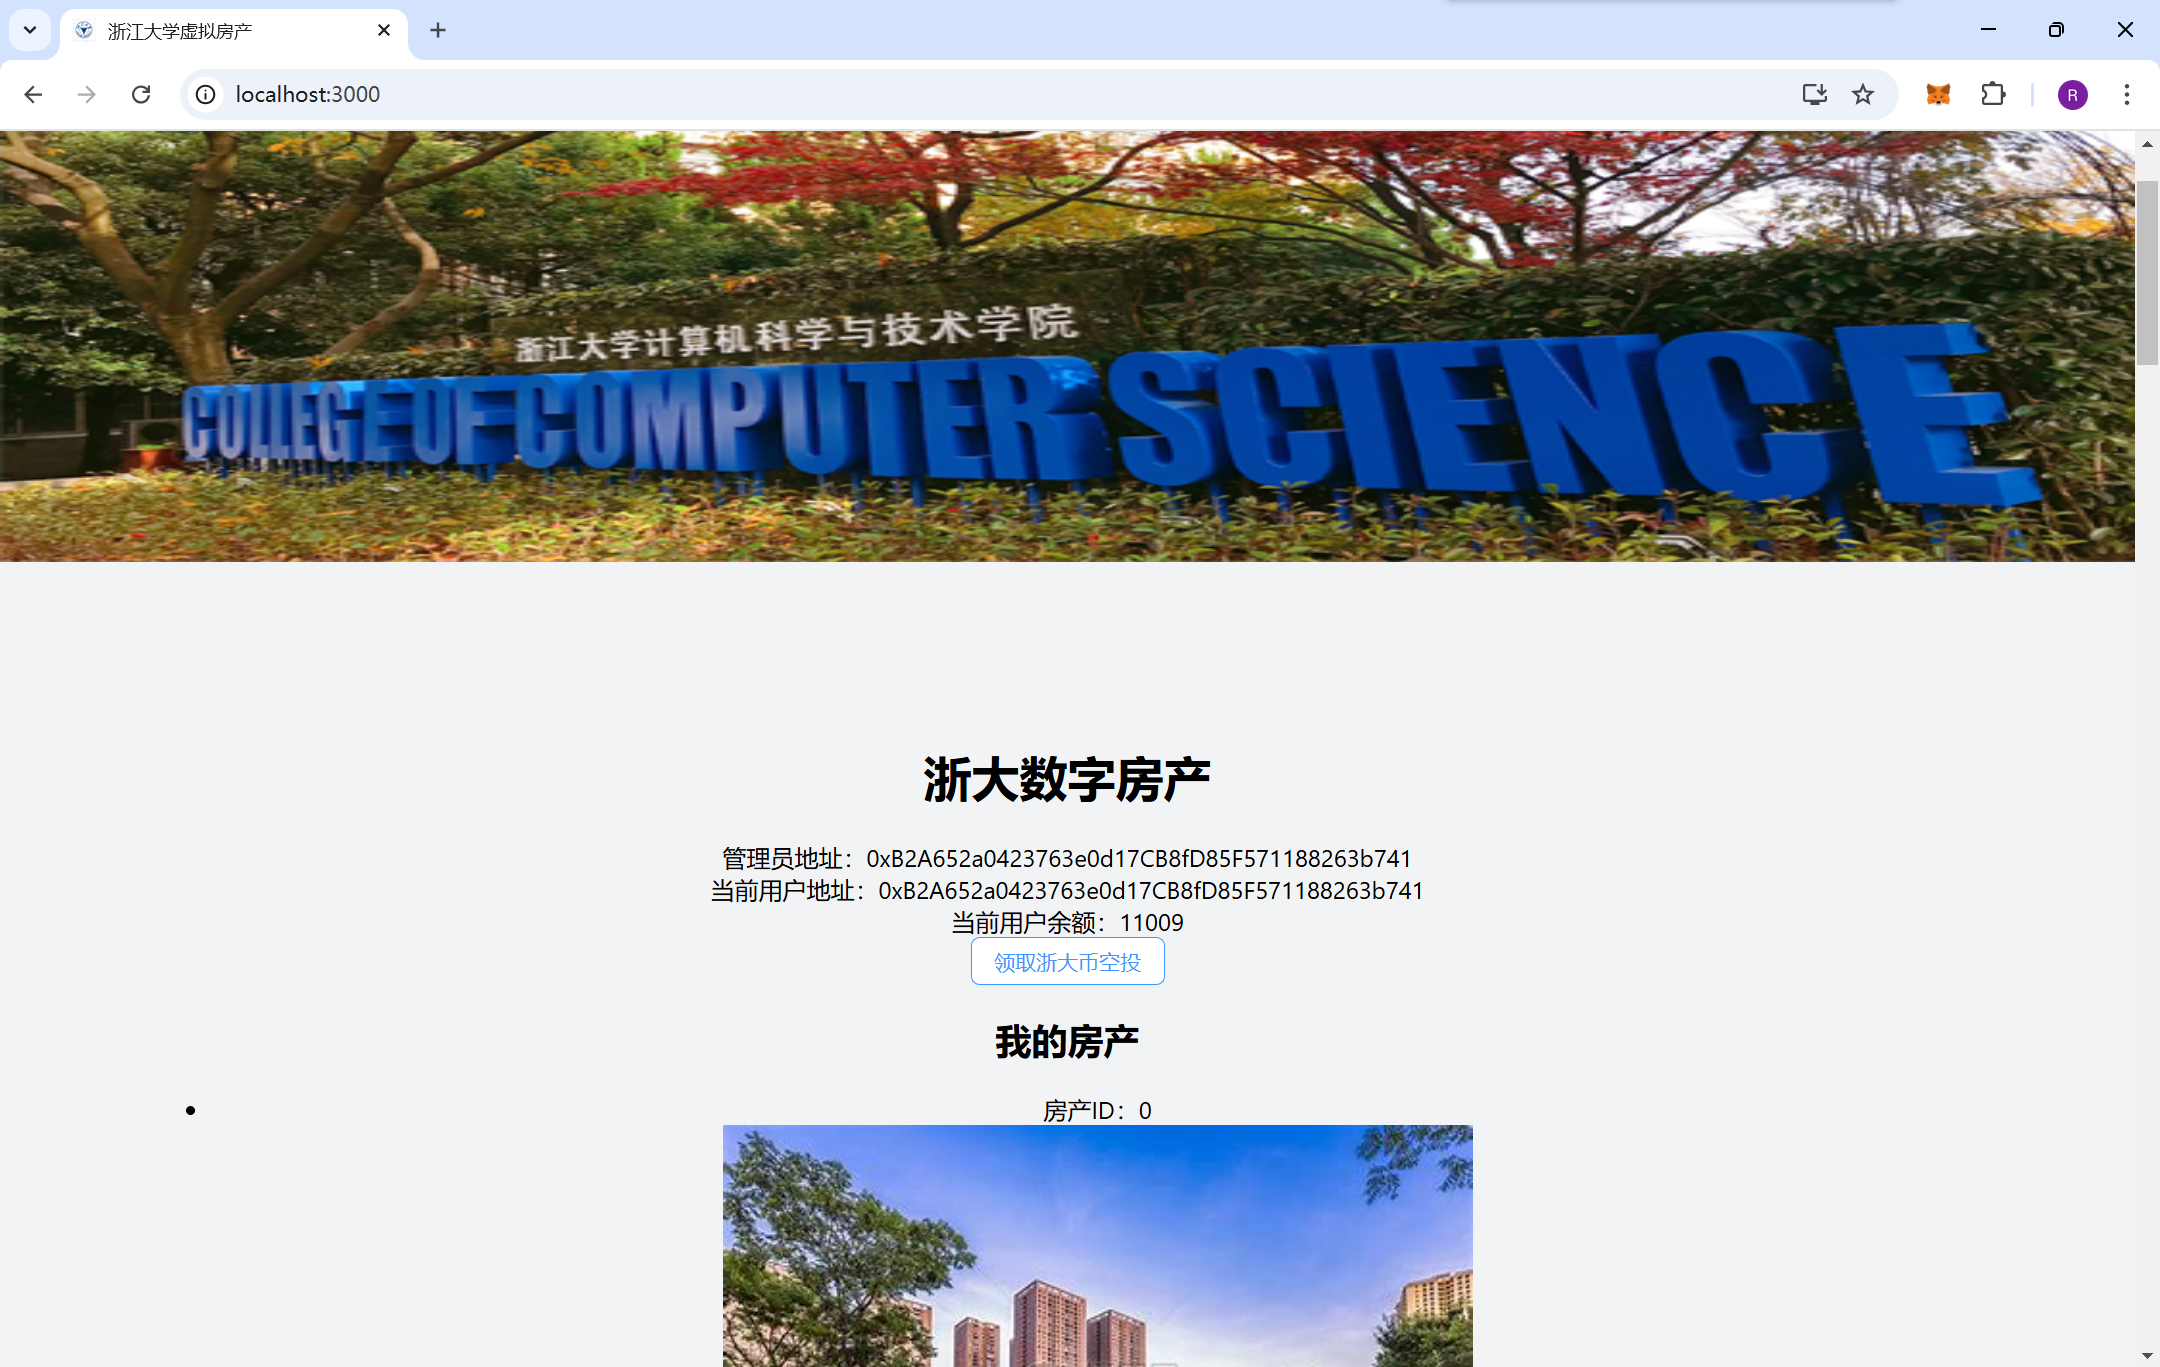 浙江大学虚拟房产
localhost:3000
R
浙江大学计算机科学与技术学院
COLLEGE OF COMPUTER SCIENCE
浙大数字房产
管理员地址：0xB2A652a0423763e0d17CB8fD85F571188263b741
当前用户地址：0xB2A652a0423763e0d17CB8fD85F571188263b741
当前用户余额：11009
领取浙大币空投
我的房产
房产ID：0